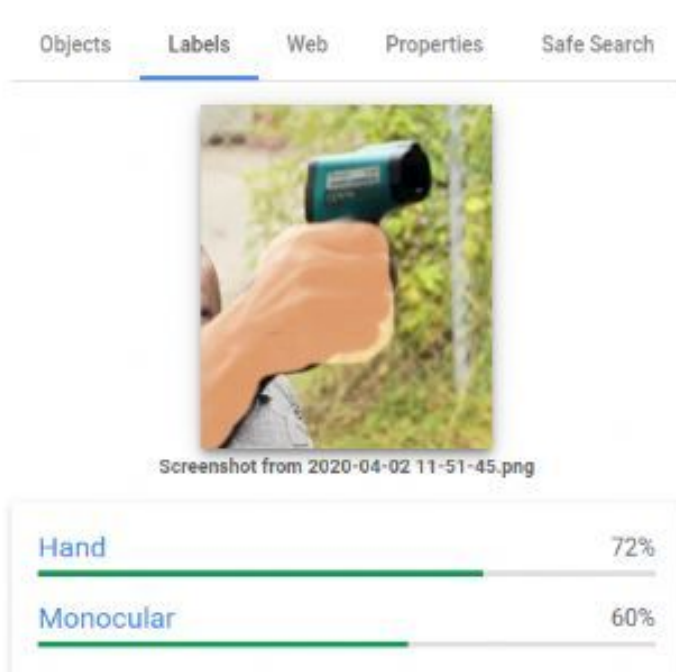 Objects Labels Web Properties Safe Search
Screenshot from 2020-04-02 11-51-45.png
Hand 72%
Monocular 60%